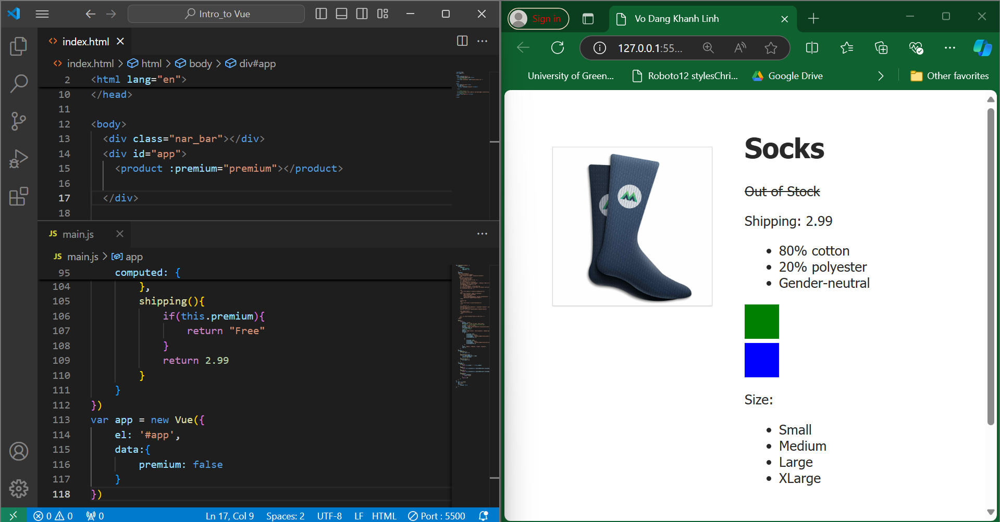 Intro_to Vue
index.html
index.html > html > body > div#app
2 <html lang="en">
10 </head>
11
12 <body>
13 <div class="nar_bar"></div>
14 <div id="app">
15 <product :premium="premium"></product>
16
17 </div>
18
JS main.js
JS main.js > app
95 computed: {
104 },
105 shipping(){
106 if(this.premium){
107 return "Free"
108 }
109 return 2.99
110 }
111 }
112 })
113 var app = new Vue({
114 el: '#app',
115 data:{
116 premium: false
117 }
118 })
0 0 0 Ln 17, Col 9 Spaces: 2 UTF-8 LF HTML Port : 5500
Sign in Vo Dang Khanh Linh
127.0.0.1:55...
University of Green... Roboto12 stylesChri... Google Drive Other favorites
Socks
Out of Stock
Shipping: 2.99
80% cotton
20% polyester
Gender-neutral
Size:
Small
Medium
Large
XLarge